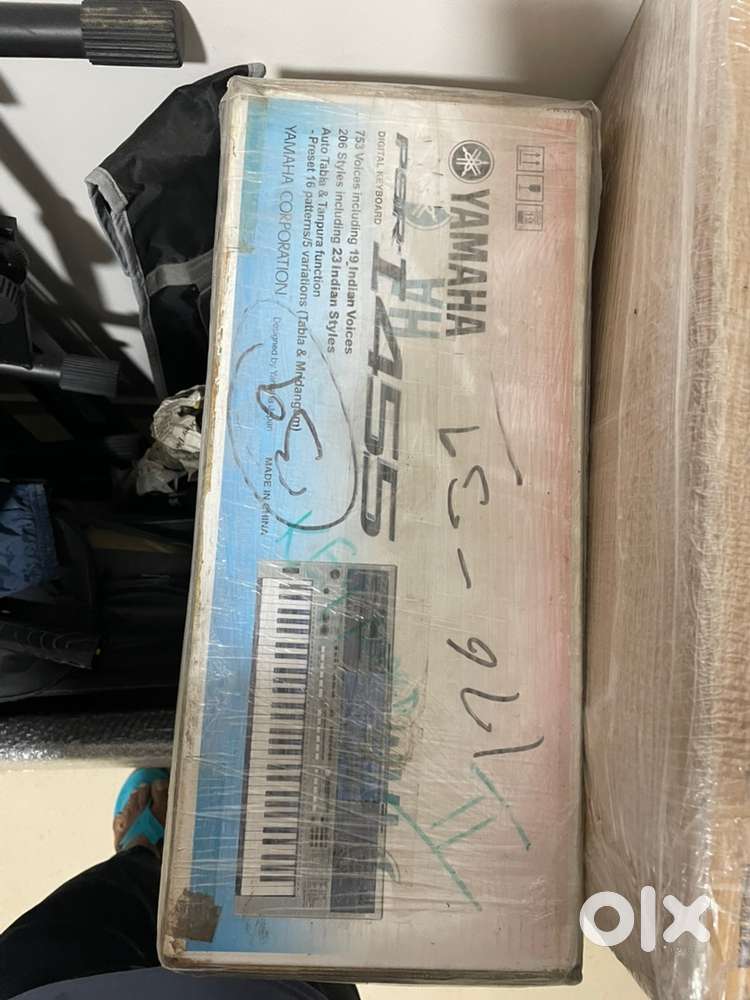 YAMAHA
DIGITAL KEYBOARD
PSR-I455
753 Voices including 19 Indian Voices
206 Styles including 23 Indian Styles
Auto Tabla & Tanpura function
- Preset 16 patterns/5 variations (Tabla & Mridangam)
YAMAHA CORPORATION
MADE IN CHINA
olx